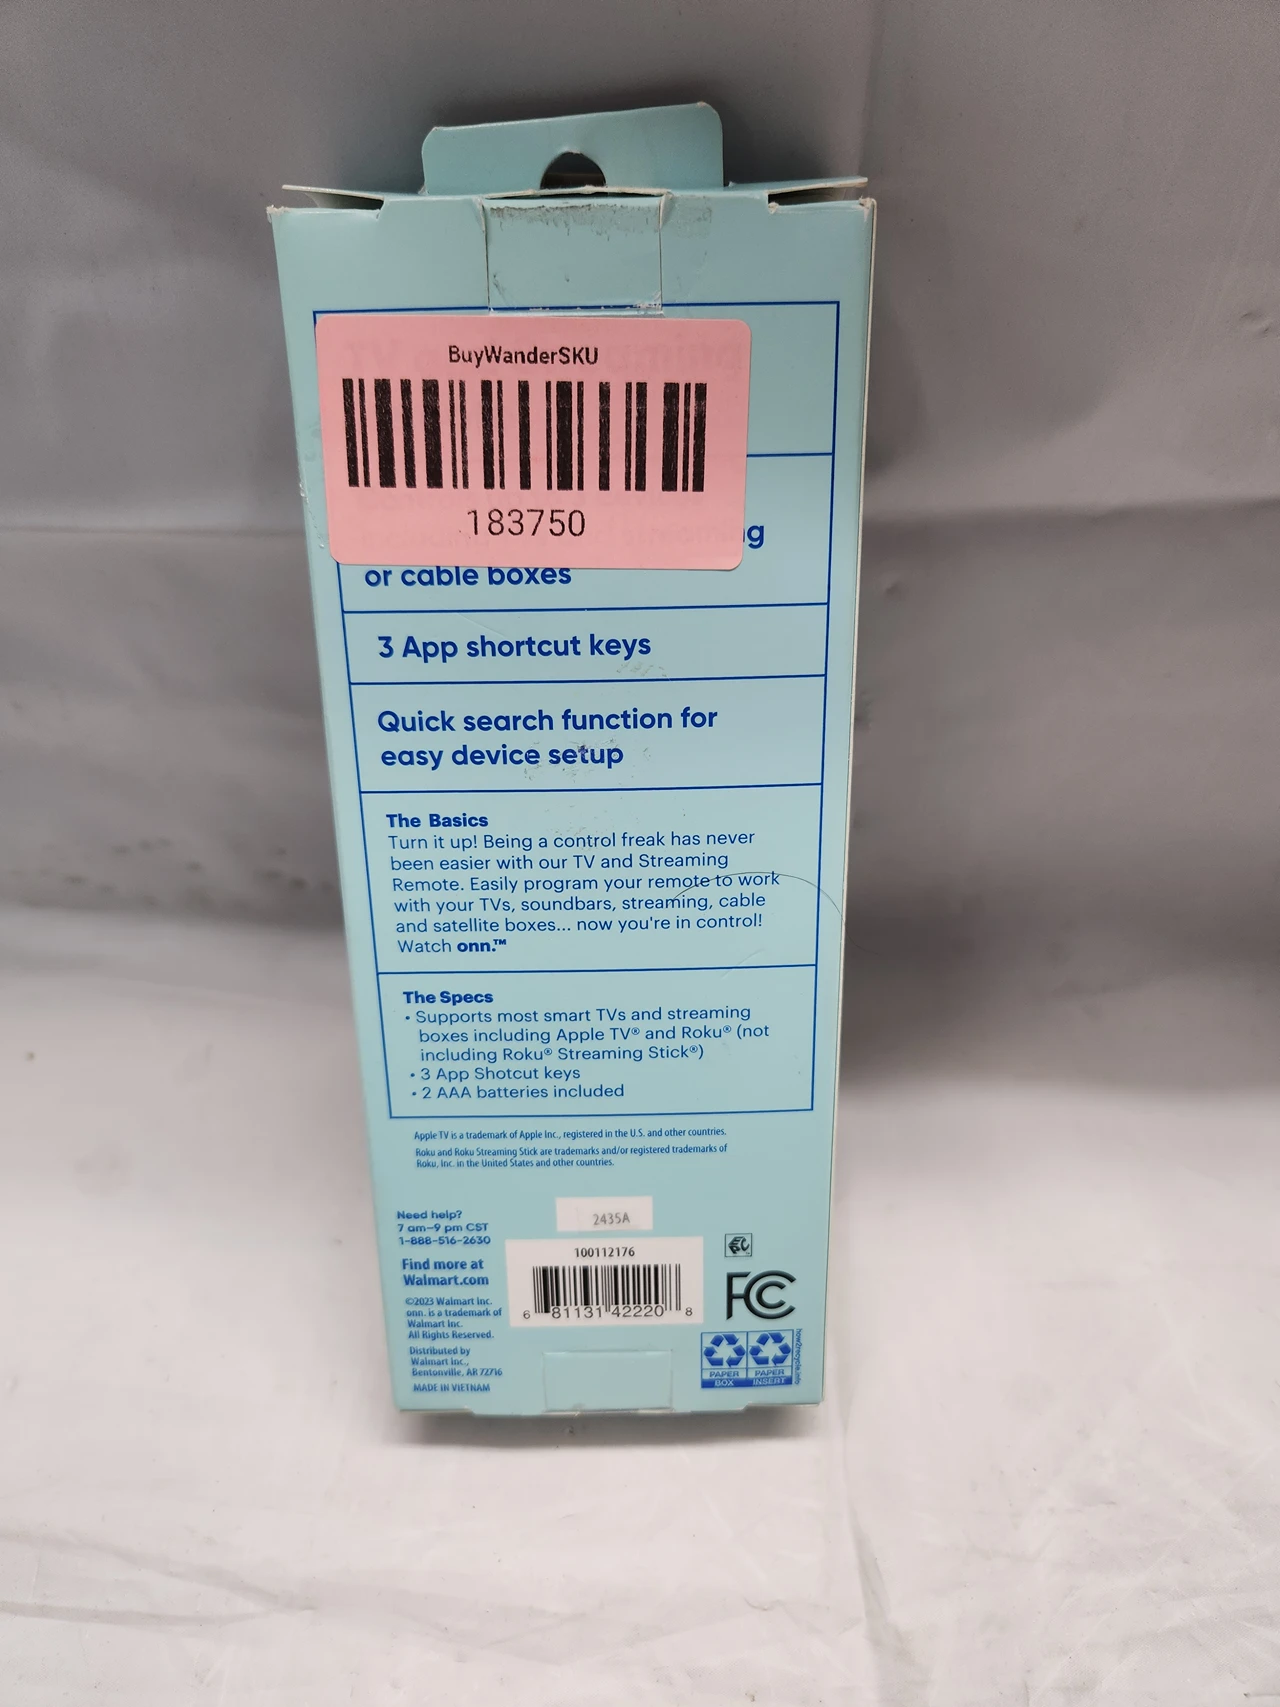 BuyWanderSKU
183750
or cable boxes
3 App shortcut keys
Quick search function for
easy device setup
The Basics
Turn it up! Being a control freak has never
been easier with our TV and Streaming
Remote. Easily program your remote to work
with your TVs, soundbars, streaming, cable
and satellite boxes... now you're in control!
Watch onn.™
The Specs
• Supports most smart TVs and streaming
boxes including Apple TV® and Roku® (not
including Roku® Streaming Stick®)
• 3 App Shotcut keys
• 2 AAA batteries included
Apple TV is a trademark of Apple Inc., registered in the U.S. and other countries.
Roku and Roku Streaming Stick are trademarks and/or registered trademarks of
Roku, Inc. in the United States and other countries.
Need help?
7 am–9 pm CST
1-888-516-2630
Find more at
Walmart.com
©2023 Walmart Inc.
onn. is a trademark of
Walmart Inc.
All Rights Reserved.
Distributed by
Walmart Inc.,
Bentonville, AR 72716
MADE IN VIETNAM
2435A
100112176
6 81131 42220 8
FC
PAPER BOX
PAPER INSERT
how2recycle.info